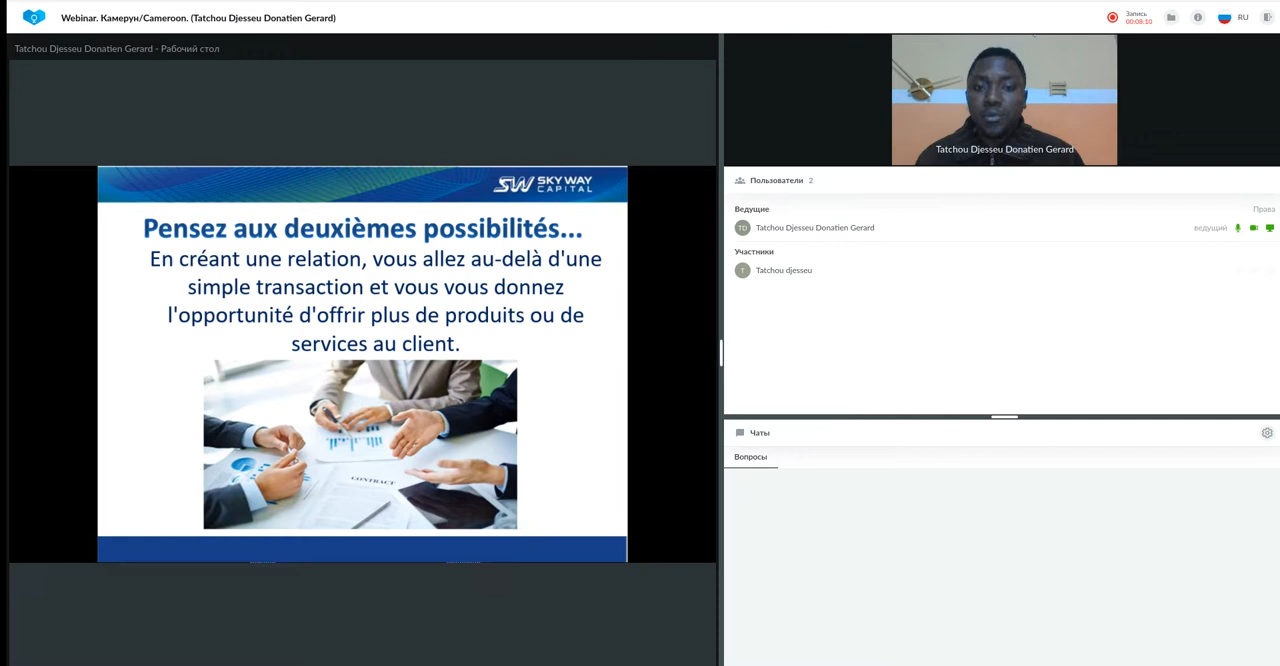 Webinar. Камерун/Cameroon. (Tatchou Djesseu Donatien Gerard)
Запись
00:08:10
RU
Tatchou Djesseu Donatien Gerard - Рабочий стол
SW SKY WAY
CAPITAL
Pensez aux deuxièmes possibilités...
En créant une relation, vous allez au-delà d'une
simple transaction et vous vous donnez
l'opportunité d'offrir plus de produits ou de
services au client.
CONTRACT
Tatchou Djesseu Donatien Gerard
Пользователи 2
Ведущие Права
TD Tatchou Djesseu Donatien Gerard ведущий
Участники
T Tatchou djesseu
Чаты
Вопросы